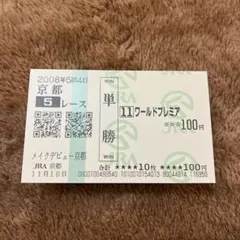 2008年5回4日
京都
5 レース
メイクデビュー京都
JRA 京都
11月16日
WIN
単勝
WIN
11 ワールドプレミア
☆☆☆100円
合計 ☆☆☆☆10枚 ☆☆☆☆100円